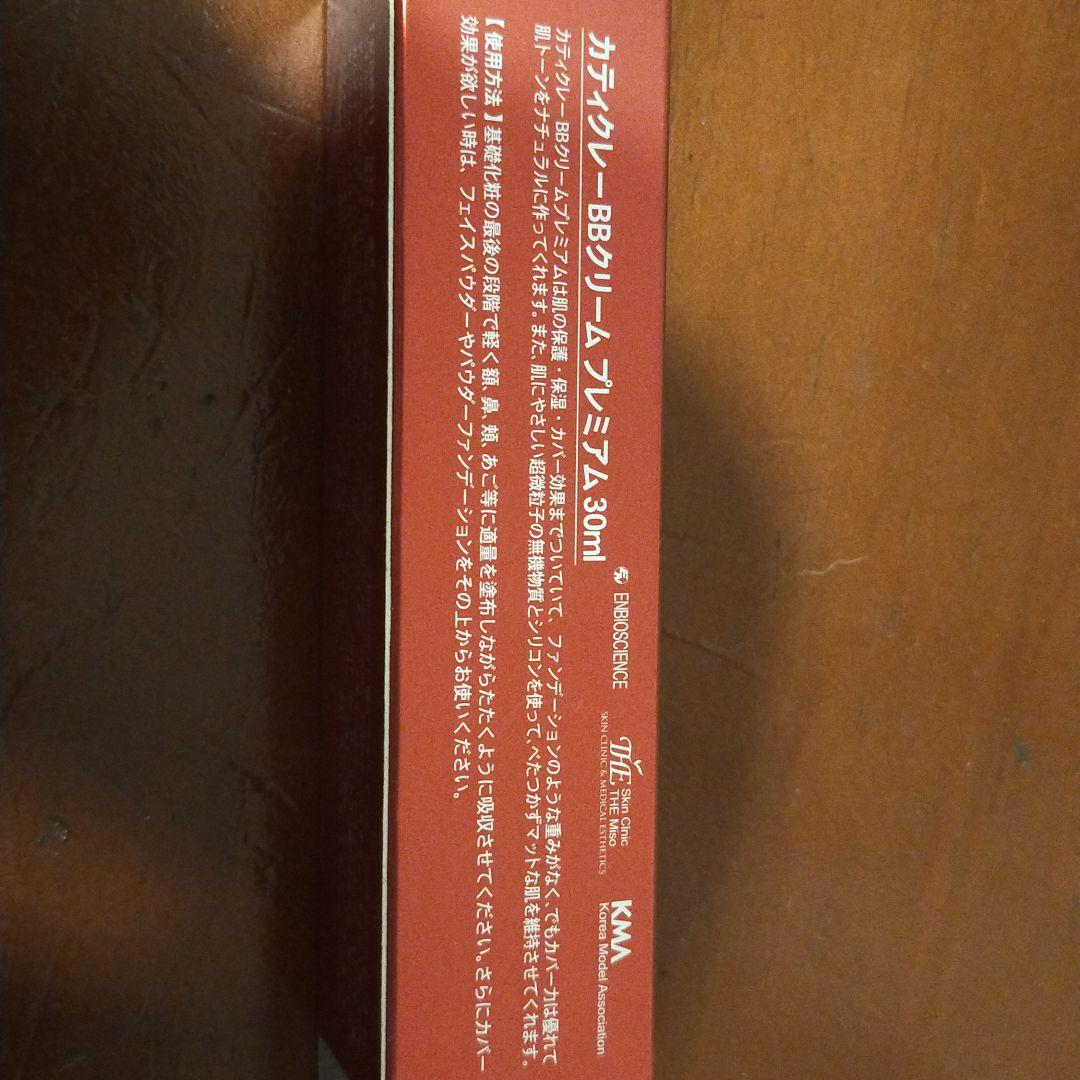 カティクレーBBクリーム プレミアム30ml
ENBIOSCIENCE
THE
Skin Clnic
THE Miso
SKIN CLINIC & MEDICAL ESTHETICS
KMA
Korea Model Association
カティクレーBBクリームプレミアムは肌の保護・保湿・カバー効果までついていて、ファンデーションのような重みがなく、でもカバー力は優れて
肌トーンをナチュラルに作ってくれます。また、肌にやさしい超微粒子の無機物質とシリコンを使って、べたつかずマットな肌を維持させてくれます。
【使用方法】基礎化粧の最後の段階で軽く額、鼻、頬、あご等に適量を塗布しながらたたくように吸収させてください。さらにカバー
効果が欲しい時は、フェイスパウダーやパウダーファンデーションをその上からお使いください。